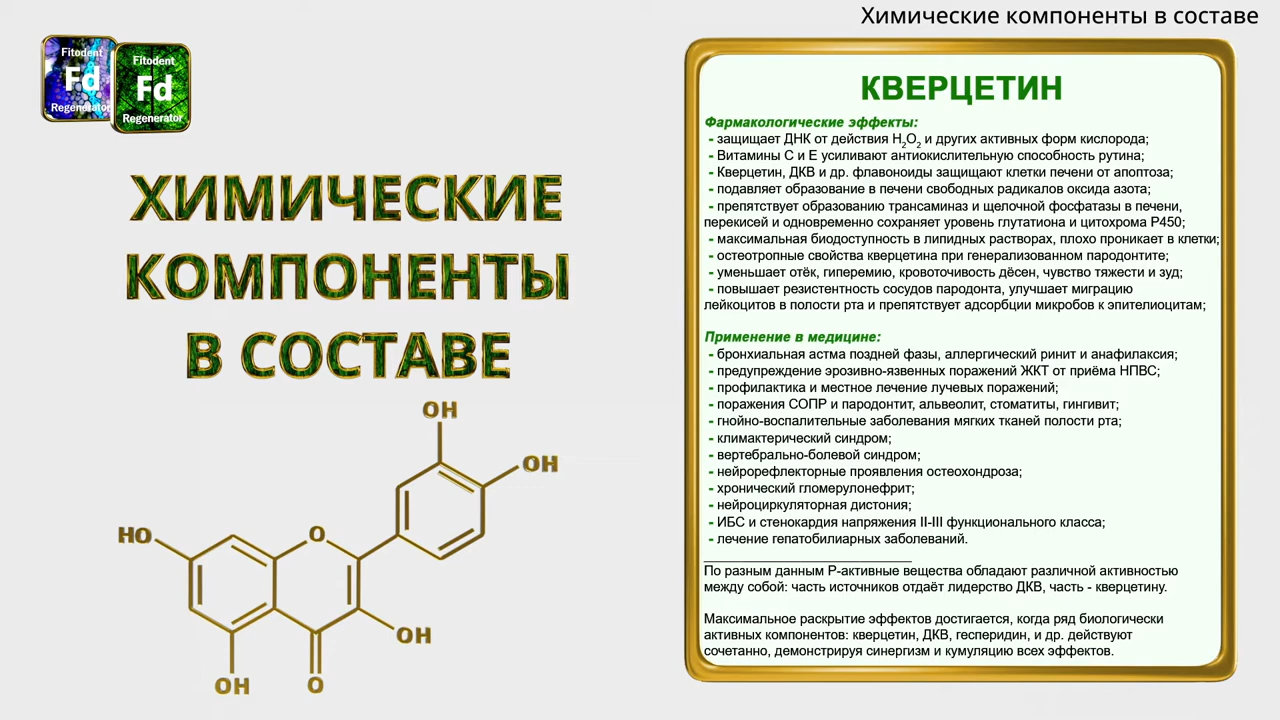 Химические компоненты в составе
Fitodent
Fd
Regenerator
Fitodent
Fd
Regenerator
ХИМИЧЕСКИЕ
КОМПОНЕНТЫ
В СОСТАВЕ
OH
OH
HO
O
OH
OH
O
КВЕРЦЕТИН
Фармакологические эффекты:
- защищает ДНК от действия H₂O₂ и других активных форм кислорода;
- Витамины С и Е усиливают антиокислительную способность рутина;
- Кверцетин, ДКВ и др. флавоноиды защищают клетки печени от апоптоза;
- подавляет образование в печени свободных радикалов оксида азота;
- препятствует образованию трансаминаз и щелочной фосфатазы в печени,
перекисей и одновременно сохраняет уровень глутатиона и цитохрома Р450;
- максимальная биодоступность в липидных растворах, плохо проникает в клетки;
- остеотропные свойства кверцетина при генерализованном пародонтите;
- уменьшает отёк, гиперемию, кровоточивость дёсен, чувство тяжести и зуд;
- повышает резистентность сосудов пародонта, улучшает миграцию
лейкоцитов в полости рта и препятствует адсорбции микробов к эпителиоцитам;
Применение в медицине:
- бронхиальная астма поздней фазы, аллергический ринит и анафилаксия;
- предупреждение эрозивно-язвенных поражений ЖКТ от приёма НПВС;
- профилактика и местное лечение лучевых поражений;
- поражения СОПР и пародонтит, альвеолит, стоматиты, гингивит;
- гнойно-воспалительные заболевания мягких тканей полости рта;
- климактерический синдром;
- вертебрально-болевой синдром;
- нейрорефлекторные проявления остеохондроза;
- хронический гломерулонефрит;
- нейроциркуляторная дистония;
- ИБС и стенокардия напряжения II-III функционального класса;
- лечение гепатобилиарных заболеваний.
По разным данным Р-активные вещества обладают различной активностью
между собой: часть источников отдаёт лидерство ДКВ, часть - кверцетину.
Максимальное раскрытие эффектов достигается, когда ряд биологически
активных компонентов: кверцетин, ДКВ, гесперидин, и др. действуют
сочетанно, демонстрируя синергизм и кумуляцию всех эффектов.